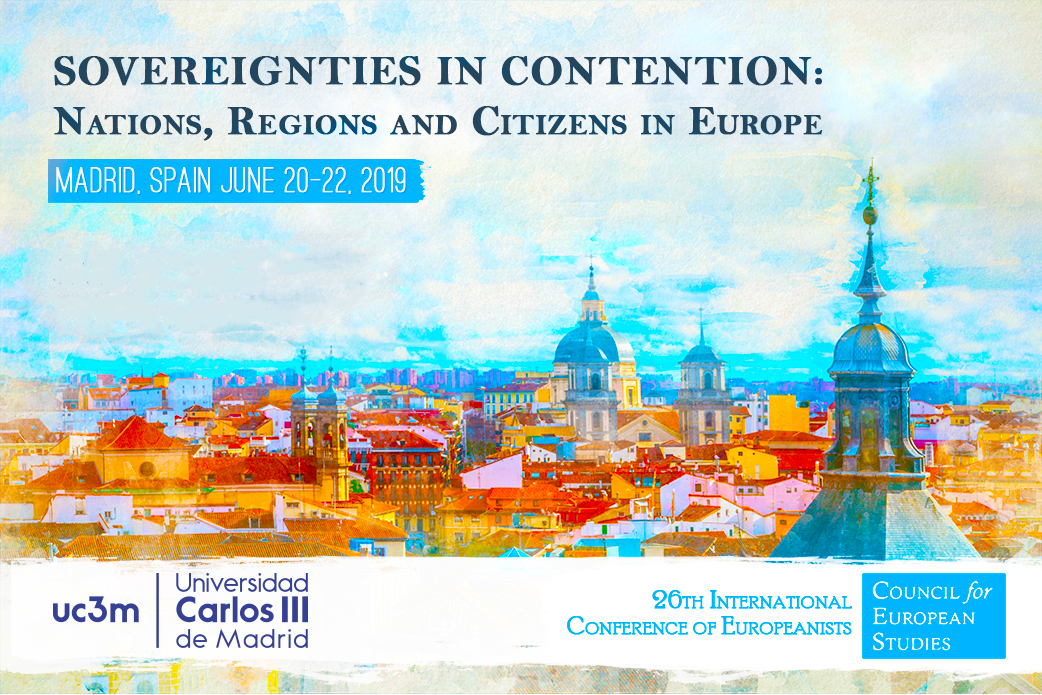 SOVEREIGNTIES IN CONTENTION:
NATIONS, REGIONS AND CITIZENS IN EUROPE
MADRID, SPAIN JUNE 20-22, 2019
uc3m
Universidad
Carlos III
de Madrid
26TH INTERNATIONAL
CONFERENCE OF EUROPEANISTS
COUNCIL for
EUROPEAN
STUDIES